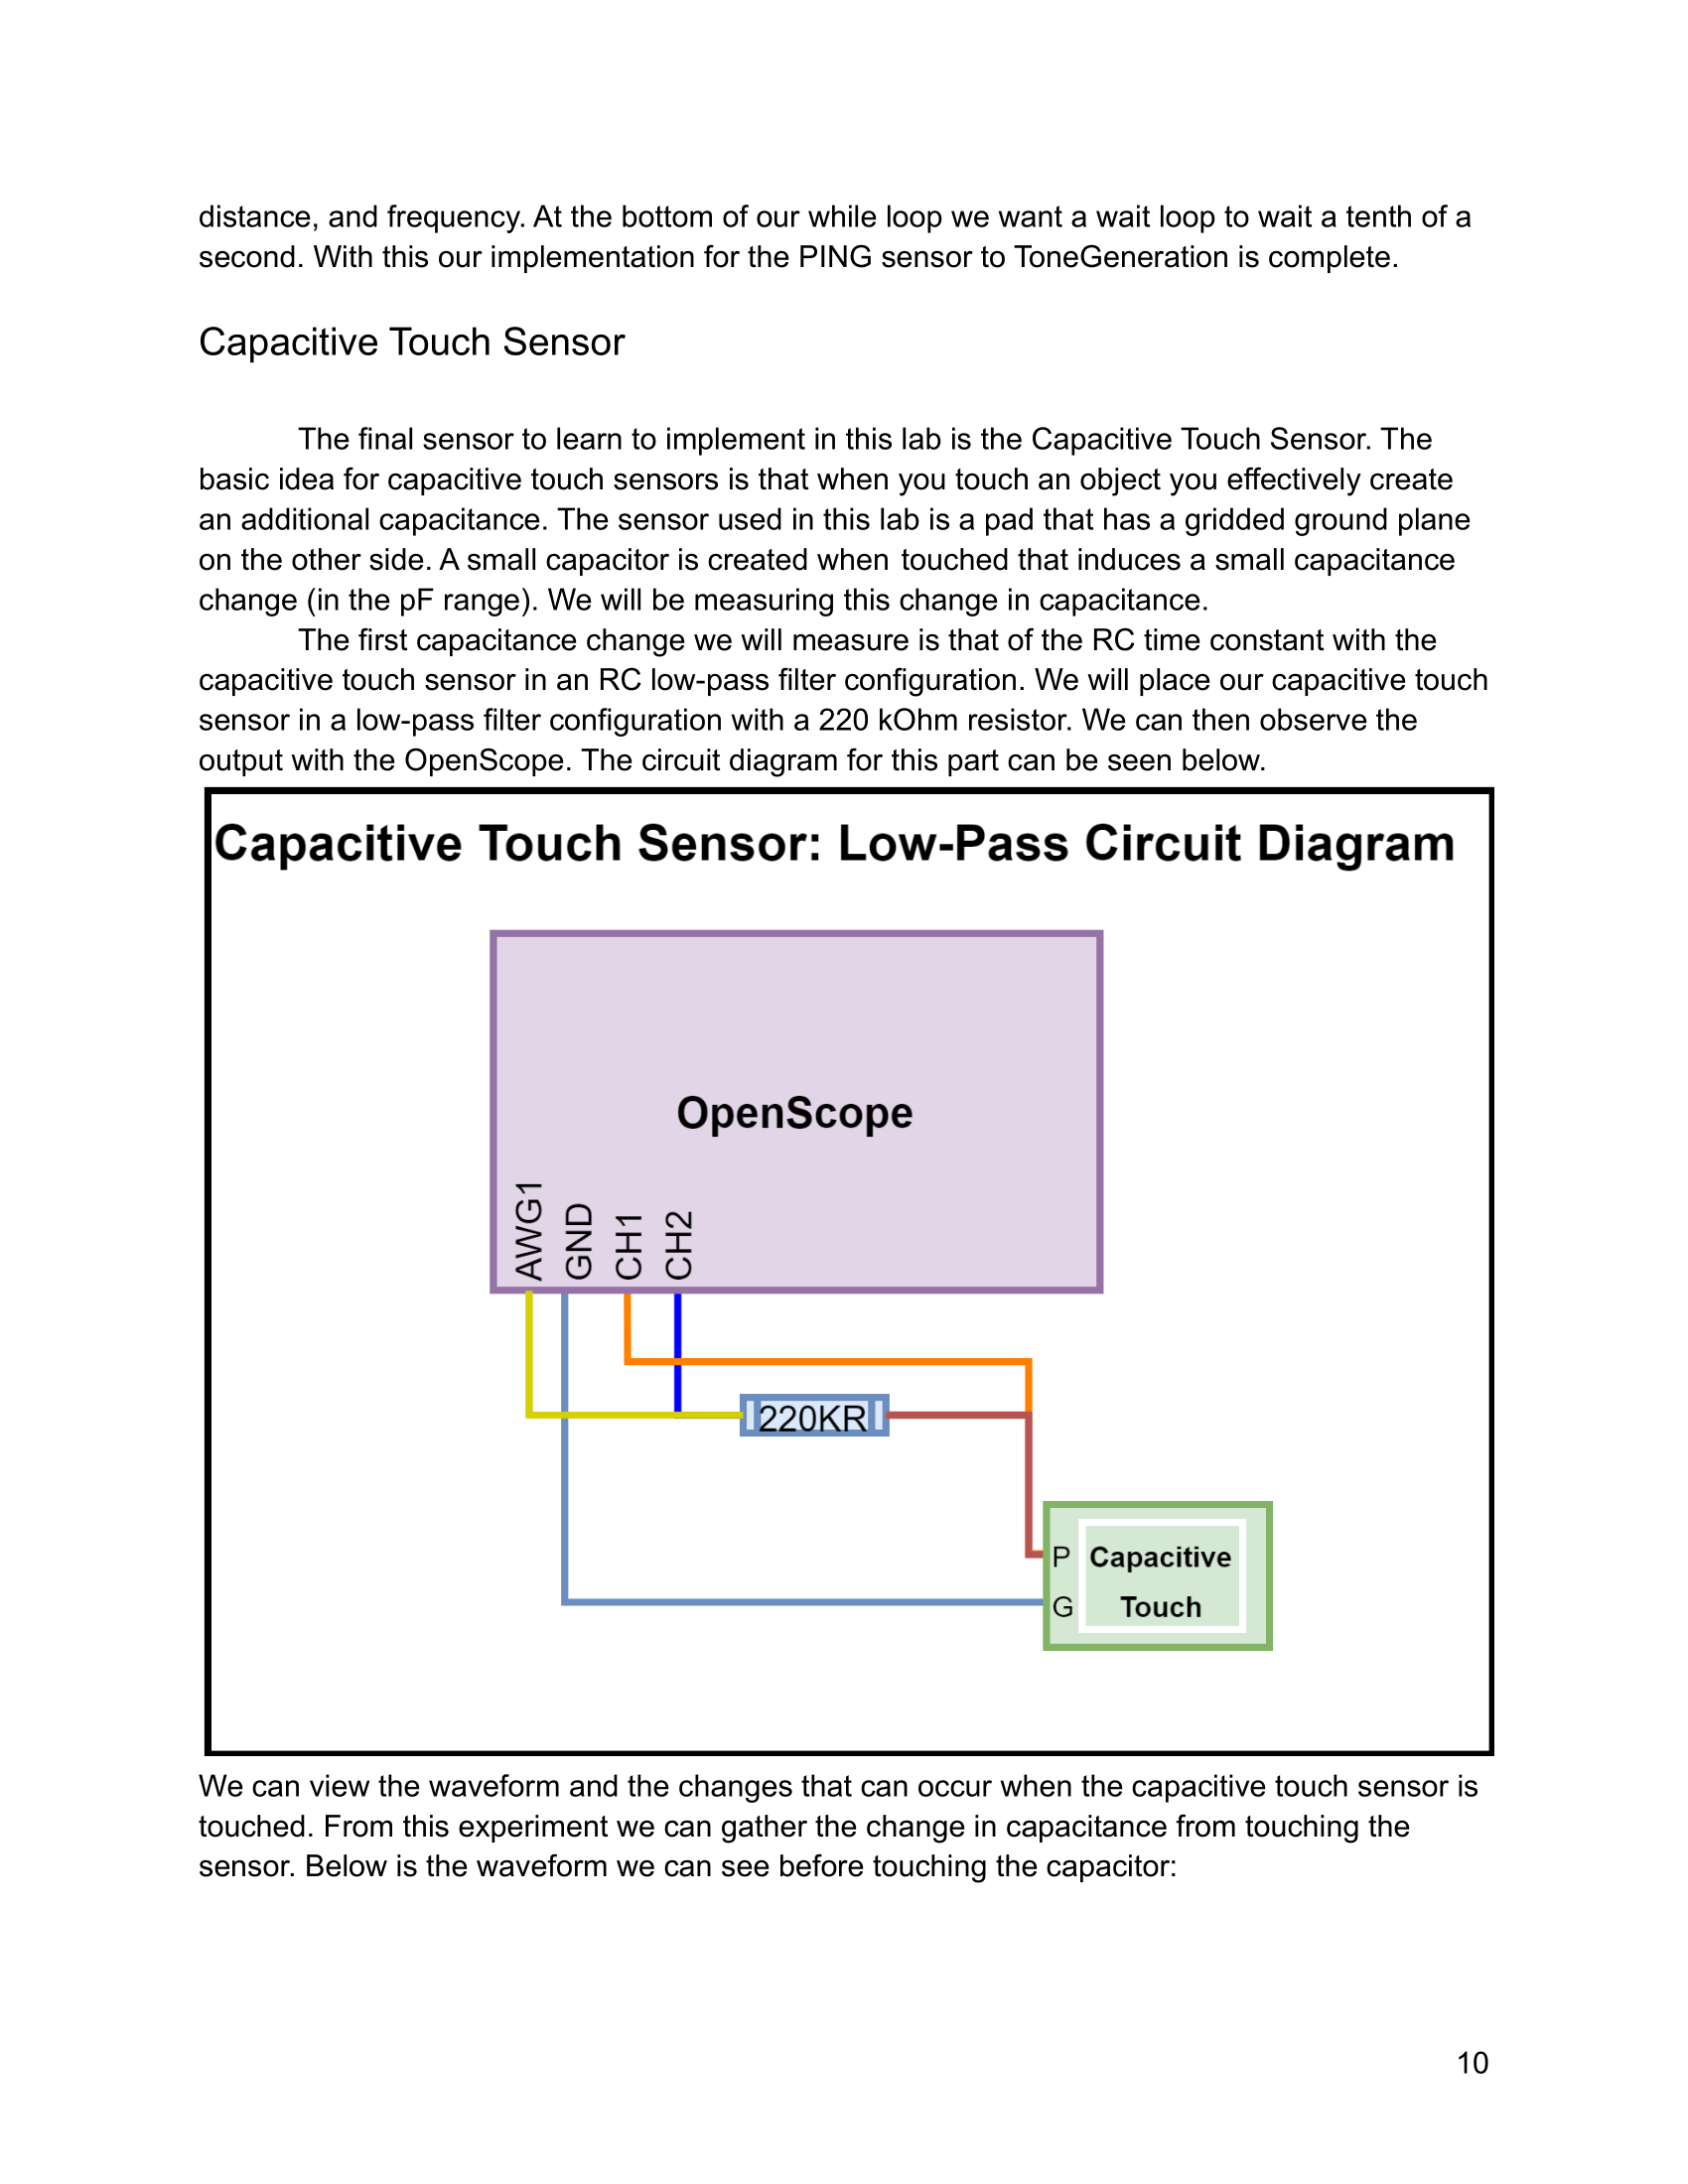 distance, and frequency. At the bottom of our while loop we want a wait loop to wait a tenth of a
second. With this our implementation for the PING sensor to ToneGeneration is complete.
Capacitive Touch Sensor
The final sensor to learn to implement in this lab is the Capacitive Touch Sensor. The
basic idea for capacitive touch sensors is that when you touch an object you effectively create
an additional capacitance. The sensor used in this lab is a pad that has a gridded ground plane
on the other side. A small capacitor is created when touched that induces a small capacitance
change (in the pF range). We will be measuring this change in capacitance.
The first capacitance change we will measure is that of the RC time constant with the
capacitive touch sensor in an RC low-pass filter configuration. We will place our capacitive touch
sensor in a low-pass filter configuration with a 220 kOhm resistor. We can then observe the
output with the OpenScope. The circuit diagram for this part can be seen below.
Capacitive Touch Sensor: Low-Pass Circuit Diagram
OpenScope
AWG1
GND
CH1
CH2
220KR
P Capacitive
G Touch
We can view the waveform and the changes that can occur when the capacitive touch sensor is
touched. From this experiment we can gather the change in capacitance from touching the
sensor. Below is the waveform we can see before touching the capacitor:
10